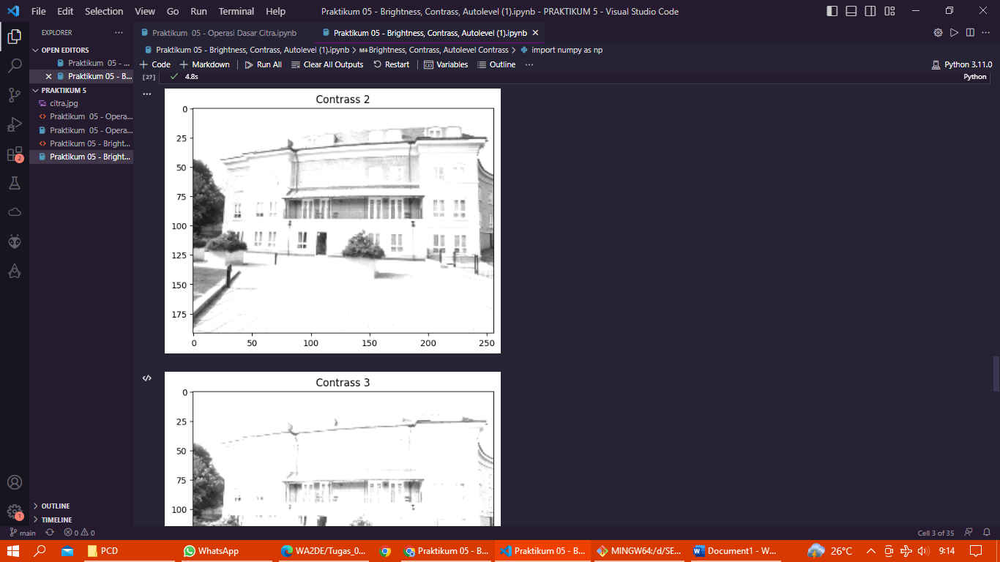 File Edit Selection View Go Run Terminal Help Praktikum 05 - Brightness, Contrass, Autolevel (1).ipynb - PRAKTIKUM 5 - Visual Studio Code
EXPLORER ··· Praktikum 05 - Operasi Dasar Citra.ipynb Praktikum 05 - Brightness, Contrass, Autolevel (1).ipynb
OPEN EDITORS
Praktikum 05 - ...
Praktikum 05 - B...
PRAKTIKUM 5
citra.jpg
Praktikum 05 - Opera...
Praktikum 05 - Opera...
Praktikum 05 - Bright...
Praktikum 05 - Bright...
Praktikum 05 - Brightness, Contrass, Autolevel (1).ipynb > M↓Brightness, Contrass, Autolevel Contrass > import numpy as np
+ Code + Markdown Run All Clear All Outputs Restart Variables Outline ··· Python 3.11.0
[27] 4.8s Python
Contrass 2
0
25
50
75
100
125
150
175
0 50 100 150 200 250
Contrass 3
0
25
50
75
100
2
1
OUTLINE
TIMELINE
main 0 0 Cell 3 of 35
PCD WhatsApp WA2DE/Tugas_0... Praktikum 05 - B... Praktikum 05 - B... MINGW64:/d/SE... Document1 - W... 26°C 9:14